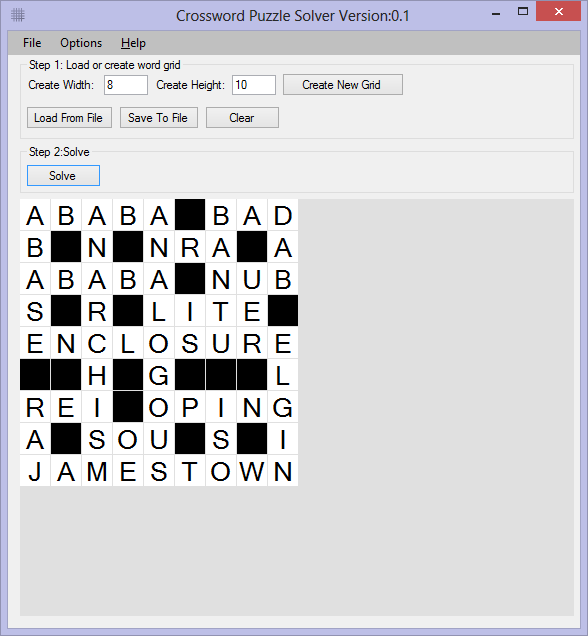 Crossword Puzzle Solver Version:0.1
File Options Help
Step 1: Load or create word grid
Create Width: 8 Create Height: 10 Create New Grid
Load From File Save To File Clear
Step 2:Solve
Solve
A B A B A B A D
B N N R A A
A B A B A N U B
S R L I T E
E N C L O S U R E
H G L
R E I O P I N G
A S O U S I
J A M E S T O W N